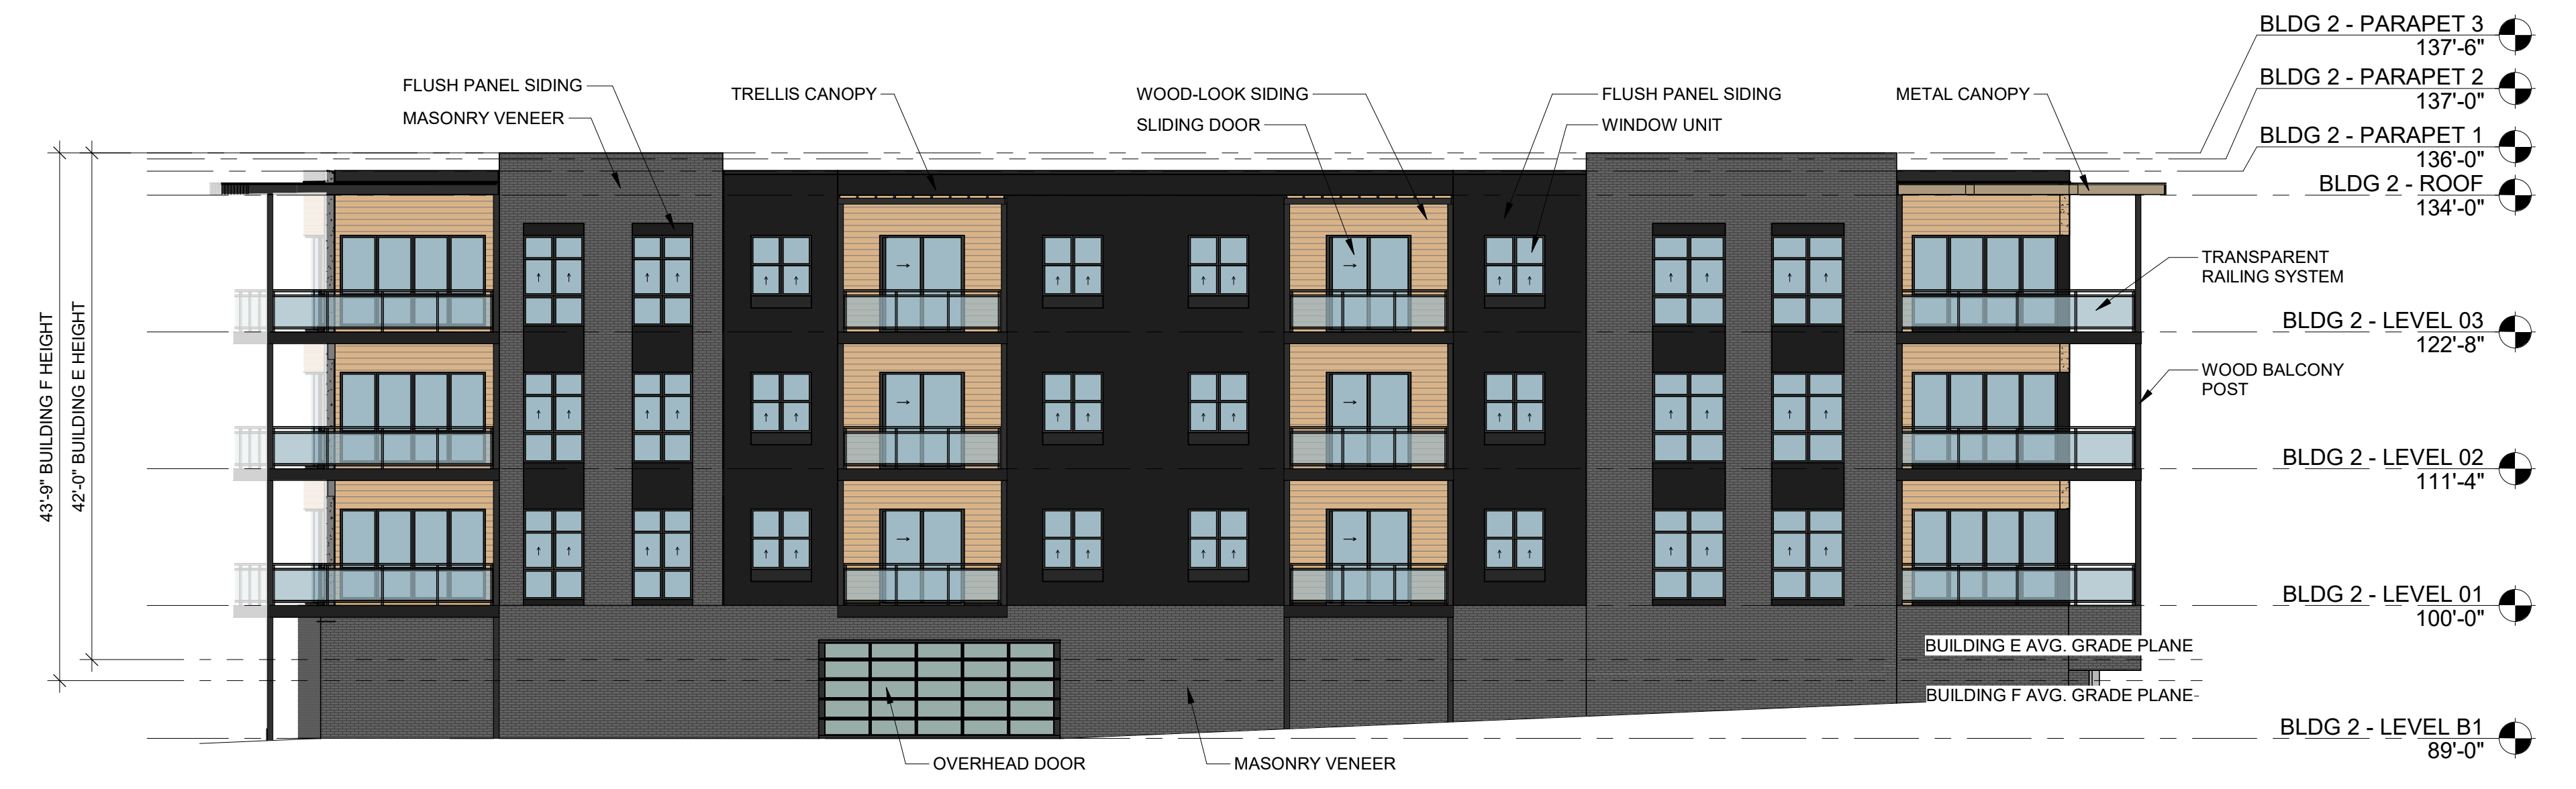 BLDG 2 - PARAPET 3
137'-6"
BLDG 2 - PARAPET 2
137'-0"
BLDG 2 - PARAPET 1
136'-0"
BLDG 2 - ROOF
134'-0"
FLUSH PANEL SIDING
MASONRY VENEER
TRELLIS CANOPY
WOOD-LOOK SIDING
SLIDING DOOR
FLUSH PANEL SIDING
WINDOW UNIT
METAL CANOPY
TRANSPARENT
RAILING SYSTEM
BLDG 2 - LEVEL 03
122'-8"
WOOD BALCONY
POST
43'-9" BUILDING F HEIGHT
42'-0" BUILDING E HEIGHT
BLDG 2 - LEVEL 02
111'-4"
BLDG 2 - LEVEL 01
100'-0"
BUILDING E AVG. GRADE PLANE
BUILDING F AVG. GRADE PLANE
BLDG 2 - LEVEL B1
89'-0"
OVERHEAD DOOR
MASONRY VENEER